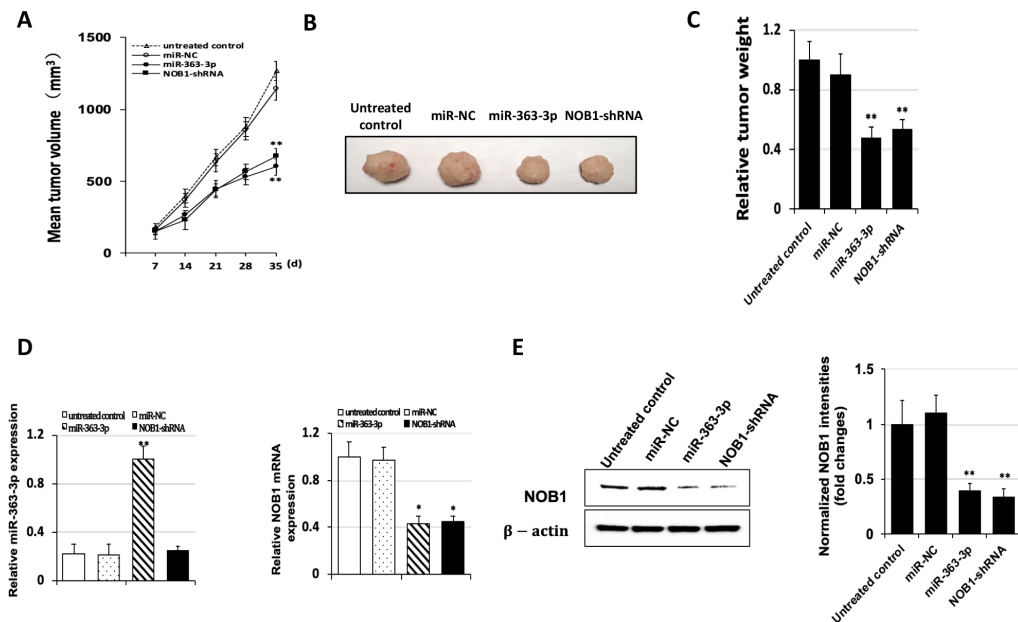 A
Mean tumor volume (mm³)
1500
1000
500
0
untreated control
miR-NC
miR-363-3p
NOB1-shRNA
**
**
7 14 21 28 35 (d)
B
Untreated control
miR-NC
miR-363-3p
NOB1-shRNA
C
Relative tumor weight
1.2
0.8
0.4
0
**
**
Untreated control
miR-NC
miR-363-3p
NOB1-shRNA
D
Relative miR-363-3p expression
untreated control
miR-NC
miR-363-3p
NOB1-shRNA
1.2
0.8
0.4
0
**
Relative NOB1 mRNA
expression
untreated control
miR-NC
miR-363-3p
NOB1-shRNA
1.2
0.8
0.4
0
*
*
E
Untreated control
miR-NC
miR-363-3p
NOB1-shRNA
NOB1
β – actin
Normalized NOB1 intensities
(fold changes)
1.5
1
0.5
0
**
**
Untreated control
miR-NC
miR-363-3p
NOB1-shRNA